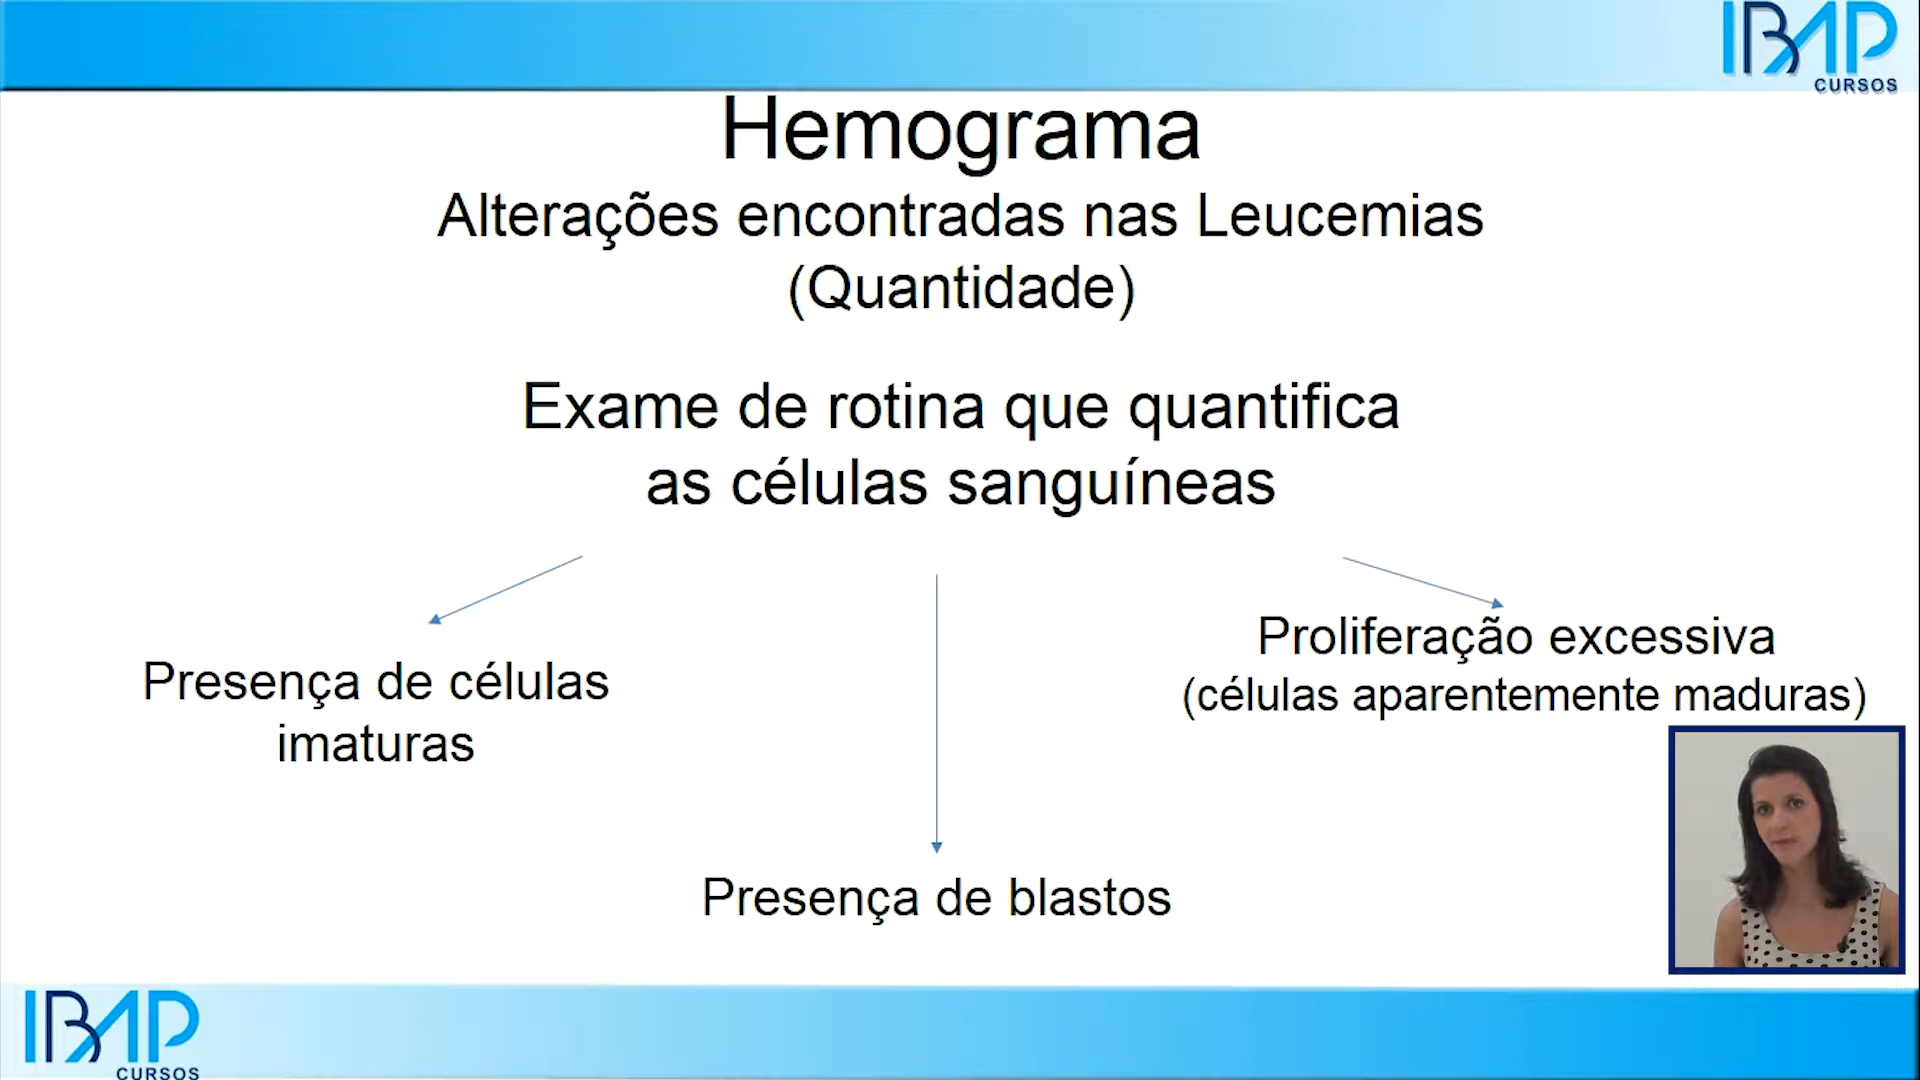 IBAP
CURSOS
Hemograma
Alterações encontradas nas Leucemias
(Quantidade)
Exame de rotina que quantifica
as células sanguíneas
Presença de células
imaturas
Presença de blastos
Proliferação excessiva
(células aparentemente maduras)
IBAP
CURSOS